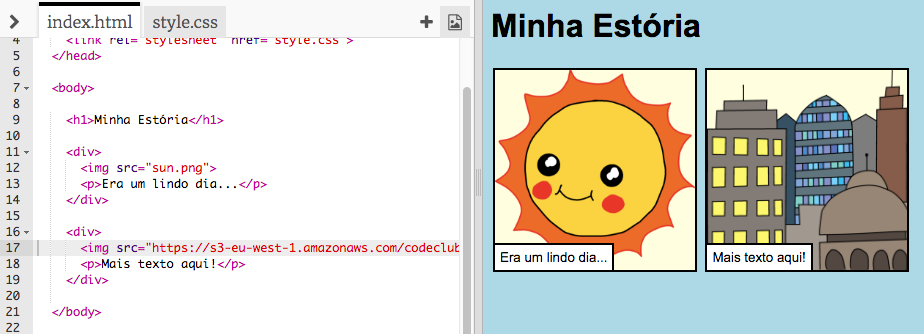 index.html
style.css
4 <link rel="stylesheet" href="style.css">
5 </head>
6
7 <body>
8
9 <h1>Minha Estória</h1>
10
11 <div>
12 <img src="sun.png">
13 <p>Era um lindo dia...</p>
14 </div>
15
16 <div>
17 <img src="https://s3-eu-west-1.amazonaws.com/codeclub
18 <p>Mais texto aqui!</p>
19 </div>
20
21 </body>
22
Minha Estória
Era um lindo dia...
Mais texto aqui!